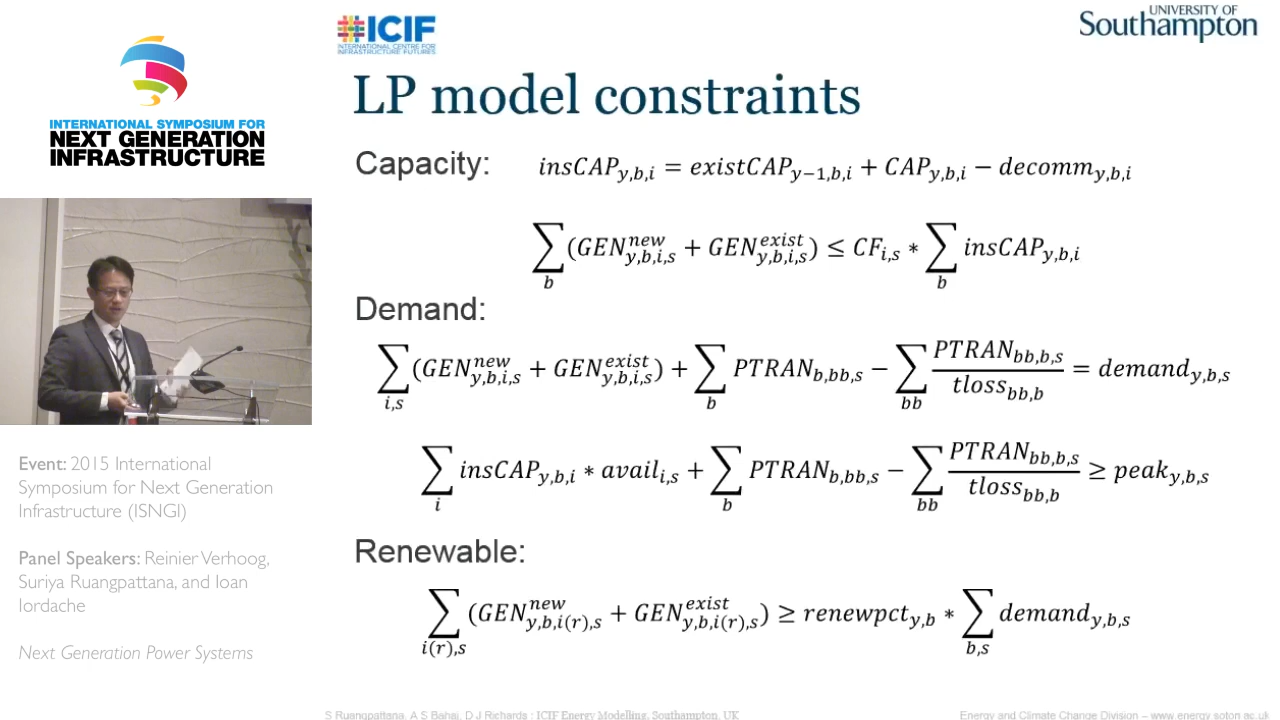 ICIF
INTERNATIONAL CENTRE FOR
INFRASTRUCTURE FUTURES
UNIVERSITY OF
Southampton
INTERNATIONAL SYMPOSIUM FOR
NEXT GENERATION
INFRASTRUCTURE
LP model constraints
Capacity: insCAP_{y,b,i} = existCAP_{y−1,b,i} + CAP_{y,b,i} − decomm_{y,b,i}
∑_{b}(GEN^{new}_{y,b,i,s} + GEN^{exist}_{y,b,i,s}) ≤ CF_{i,s} * ∑_{b} insCAP_{y,b,i}
Demand:
∑_{i,s}(GEN^{new}_{y,b,i,s} + GEN^{exist}_{y,b,i,s}) + ∑_{b} PTRAN_{b,bb,s} − ∑_{bb} PTRAN_{bb,b,s}/tloss_{bb,b} = demand_{y,b,s}
∑_{i} insCAP_{y,b,i} * avail_{i,s} + ∑_{b} PTRAN_{b,bb,s} − ∑_{bb} PTRAN_{bb,b,s}/tloss_{bb,b} ≥ peak_{y,b,s}
Renewable:
∑_{i(r),s}(GEN^{new}_{y,b,i(r),s} + GEN^{exist}_{y,b,i(r),s}) ≥ renewpct_{y,b} * ∑_{b,s} demand_{y,b,s}
Event: 2015 International
Symposium for Next Generation
Infrastructure (ISNGI)
Panel Speakers: Reinier Verhoog,
Suriya Ruangpattana, and Ioan
Iordache
Next Generation Power Systems
S Ruangpattana, A S Bahaj, D J Richards : ICIF Energy Modelling, Southampton, UK
Energy and Climate Change Division – www.energy.soton.ac.uk